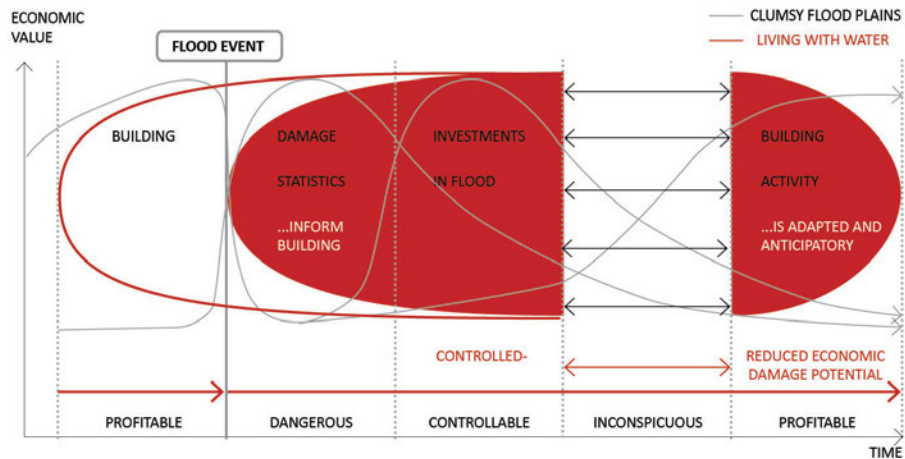 ECONOMIC
VALUE
CLUMSY FLOOD PLAINS
LIVING WITH WATER
FLOOD EVENT
BUILDING
DAMAGE
INVESTMENTS
BUILDING
STATISTICS
IN FLOOD
ACTIVITY
...INFORM
BUILDING
...IS ADAPTED AND
ANTICIPATORY
CONTROLLED-
REDUCED ECONOMIC
DAMAGE POTENTIAL
PROFITABLE
DANGEROUS
CONTROLLABLE
INCONSPICUOUS
PROFITABLE
TIME